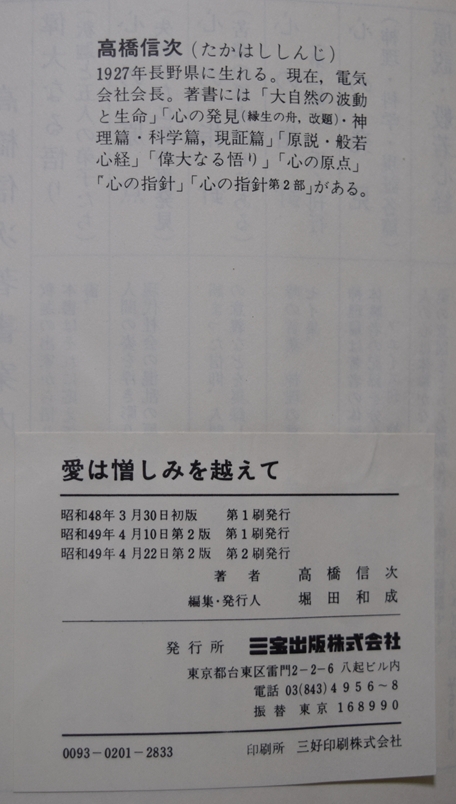 高橋信次(たかはししんじ)
1927年長野県に生れる。現在,電気
会社会長。著書には「大自然の波動
と生命」「心の発見(縁生の舟,改題)・神
理篇・科学篇,現証篇」「原説・般若
心経」「偉大なる悟り」「心の原点」
『心の指針」「心の指針第2部」がある。
愛は憎しみを越えて
昭和48年3月30日初版 第1刷発行
昭和49年4月10日第2版 第1刷発行
昭和49年4月22日第2版 第2刷発行
著者 高橋信次
編集・発行人 堀田和成
発行所 三宝出版株式会社
東京都台東区雷門2-2-6 八起ビル内
電話 03(843)4956~8
振替 東京 168990
0093-0201-2833 印刷所 三好印刷株式会社